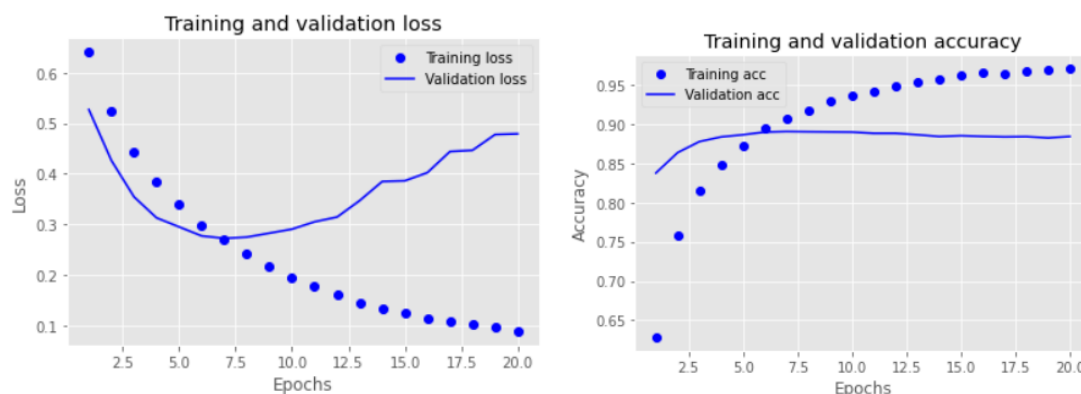 Training and validation loss
Training loss
Validation loss
0.6
0.5
0.4
0.3
0.2
0.1
Loss
2.5 5.0 7.5 10.0 12.5 15.0 17.5 20.0
Epochs
Training and validation accuracy
Training acc
Validation acc
0.95
0.90
0.85
0.80
0.75
0.70
0.65
Accuracy
2.5 5.0 7.5 10.0 12.5 15.0 17.5 20.0
Epochs